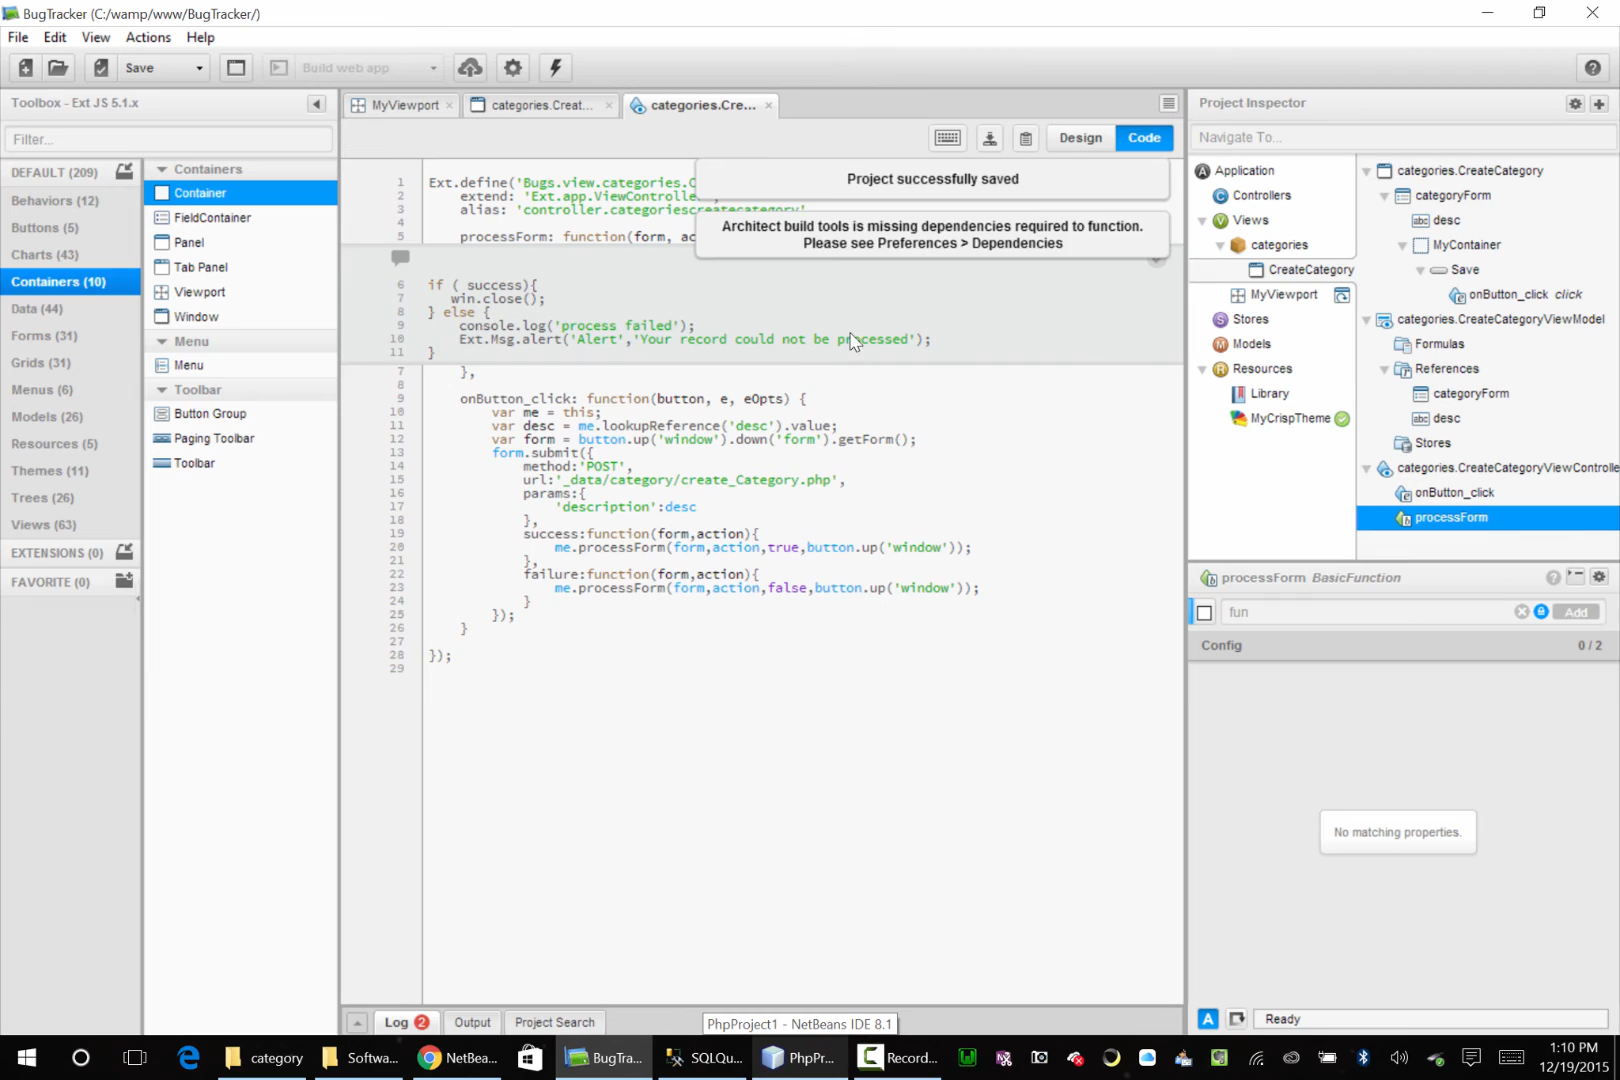 BugTracker (C:/wamp/www/BugTracker/)
File Edit View Actions Help
Save
Build web app
Toolbox - Ext JS 5.1.x
Filter...
DEFAULT (209)
Behaviors (12)
Buttons (5)
Charts (43)
Containers (10)
Data (44)
Forms (31)
Grids (31)
Menus (6)
Models (26)
Resources (5)
Themes (11)
Trees (26)
Views (63)
EXTENSIONS (0)
FAVORITE (0)
Containers
Container
FieldContainer
Panel
Tab Panel
Viewport
Window
Menu
Menu
Toolbar
Button Group
Paging Toolbar
Toolbar
MyViewport
categories.Creat...
categories.Cre...
Design
Code
Project successfully saved
Architect build tools is missing dependencies required to function.
Please see Preferences > Dependencies
1 Ext.define('Bugs.view.categories.C
2 extend: 'Ext.app.ViewController',
3 alias: 'controller.categoriescreatecategory',
4
5 processForm: function(form, ac
6 if ( success){
7 win.close();
8 } else {
9 console.log('process failed');
10 Ext.Msg.alert('Alert','Your record could not be processed');
11 }
7 },
8
9 onButton_click: function(button, e, eOpts) {
10 var me = this;
11 var desc = me.lookupReference('desc').value;
12 var form = button.up('window').down('form').getForm();
13 form.submit({
14 method:'POST',
15 url:'_data/category/create_Category.php',
16 params:{
17 'description':desc
18 },
19 success:function(form,action){
20 me.processForm(form,action,true,button.up('window'));
21 },
22 failure:function(form,action){
23 me.processForm(form,action,false,button.up('window'));
24 }
25 });
26 }
27
28 });
29
Log 2
Output
Project Search
PhpProject1 - NetBeans IDE 8.1
Project Inspector
Navigate To...
Application
Controllers
Views
categories
CreateCategory
MyViewport
Stores
Models
Resources
Library
MyCrispTheme
categories.CreateCategory
categoryForm
desc
MyContainer
Save
onButton_click click
categories.CreateCategoryViewModel
Formulas
References
categoryForm
desc
Stores
categories.CreateCategoryViewControlle
onButton_click
processForm
processForm BasicFunction
fun
Add
Config 0 / 2
No matching properties.
A
Ready
category
Softwa...
NetBea...
BugTra...
SQLQu...
PhpPr...
Record...
1:10 PM
12/19/2015